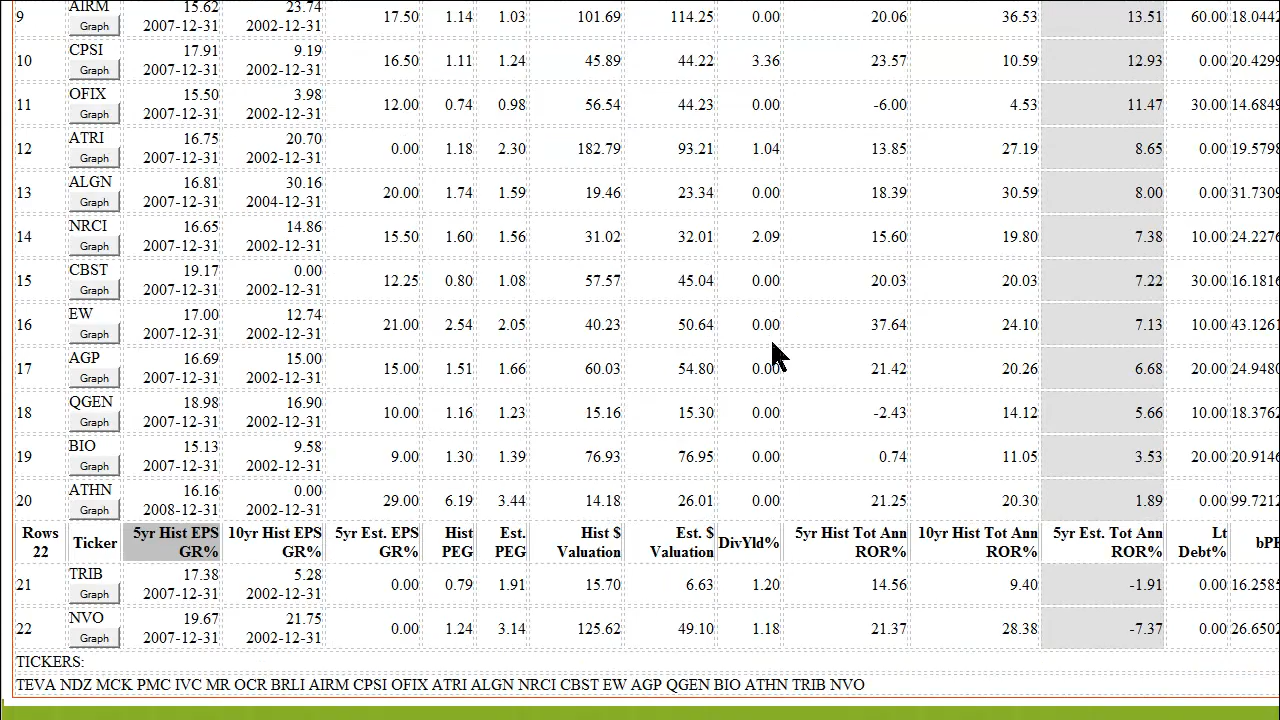 9 AIRM 15.62 23.74 17.50 1.14 1.03 101.69 114.25 0.00 20.06 36.53 13.51 60.00
Graph 2007-12-31 2002-12-31
10 CPSI 17.91 9.19 16.50 1.11 1.24 45.89 44.22 3.36 23.57 10.59 12.93 0.00 20.4299
Graph 2007-12-31 2002-12-31
11 OFIX 15.50 3.98 12.00 0.74 0.98 56.54 44.23 0.00 -6.00 4.53 11.47 30.00
Graph 2007-12-31 2002-12-31
12 ATRI 16.75 20.70 0.00 1.18 2.30 182.79 93.21 1.04 13.85 27.19 8.65 0.00 19.5798
Graph 2007-12-31 2002-12-31
13 ALGN 16.81 30.16 20.00 1.74 1.59 19.46 23.34 0.00 18.39 30.59 8.00 0.00 31.7309
Graph 2007-12-31 2004-12-31
14 NRCI 16.65 14.86 15.50 1.60 1.56 31.02 32.01 2.09 15.60 19.80 7.38 10.00 24.2276
Graph 2007-12-31 2002-12-31
15 CBST 19.17 0.00 12.25 0.80 1.08 57.57 45.04 0.00 20.03 20.03 7.22 30.00 16.1816
Graph 2007-12-31 2002-12-31
16 EW 17.00 12.74 21.00 2.54 2.05 40.23 50.64 0.00 37.64 24.10 7.13 10.00 43.1261
Graph 2007-12-31 2002-12-31
17 AGP 16.69 15.00 15.00 1.51 1.66 60.03 54.80 0.00 21.42 20.26 6.68 20.00 24.9480
Graph 2007-12-31 2002-12-31
18 QGEN 18.98 16.90 10.00 1.16 1.23 15.16 15.30 0.00 -2.43 14.12 5.66 10.00 18.3762
Graph 2007-12-31 2002-12-31
19 BIO 15.13 9.58 9.00 1.30 1.39 76.93 76.95 0.00 0.74 11.05 3.53 20.00 20.9146
Graph 2007-12-31 2002-12-31
20 ATHN 16.16 0.00 29.00 6.19 3.44 14.18 26.01 0.00 21.25 20.30 1.89 0.00 99.7212
Graph 2008-12-31 2002-12-31
Rows 22 Ticker 5yr Hist EPS GR% 10yr Hist EPS GR% 5yr Est. EPS GR% Hist PEG Est. PEG Hist $ Valuation Est. $ Valuation DivYld% 5yr Hist Tot Ann ROR% 10yr Hist Tot Ann ROR% 5yr Est. Tot Ann ROR% Lt Debt%
21 TRIB 17.38 5.28 0.00 0.79 1.91 15.70 6.63 1.20 14.56 9.40 -1.91 0.00 16.2582
Graph 2007-12-31 2002-12-31
22 NVO 19.67 21.75 0.00 1.24 3.14 125.62 49.10 1.18 21.37 28.38 -7.37 0.00 26.6502
Graph 2007-12-31 2002-12-31
TICKERS:
TEVA NDZ MCK PMC IVC MR OCR BRLI AIRM CPSI OFIX ATRI ALGN NRCI CBST EW AGP QGEN BIO ATHN TRIB NVO